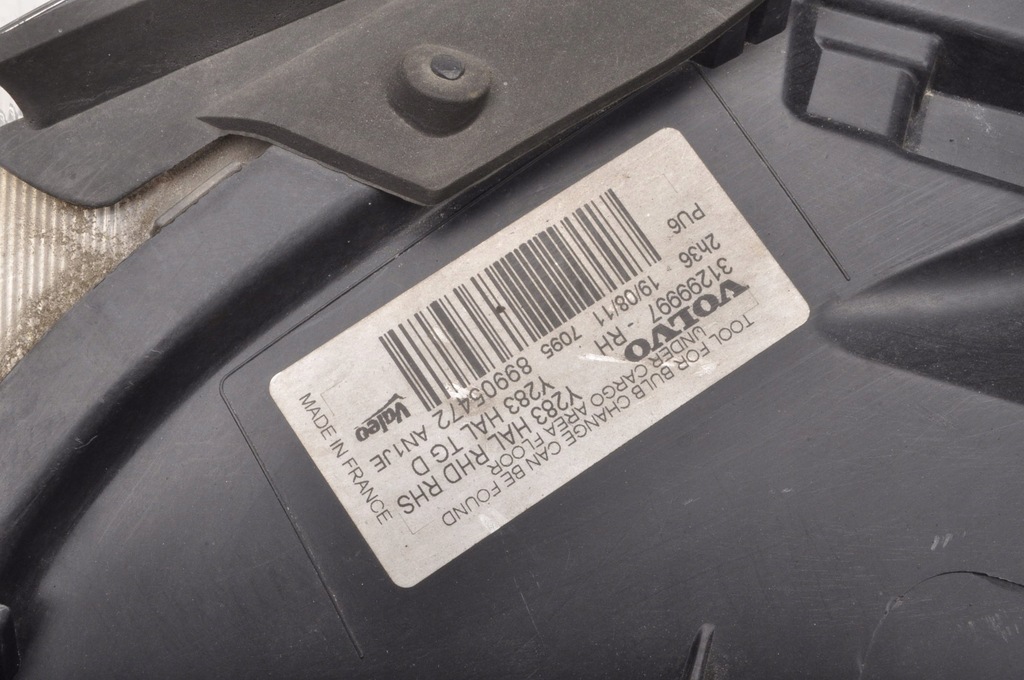 TOOL FOR BULB CHANGE CAN BE FOUND
UNDER CARGO AREA FLOOR
VOLVO Y283 HAL RHD RHS
31299997 - RH Y283 HAL TG D
19/08/11 7095 89905472 AN1JE
2h36
PU6
Valeo
MADE IN FRANCE